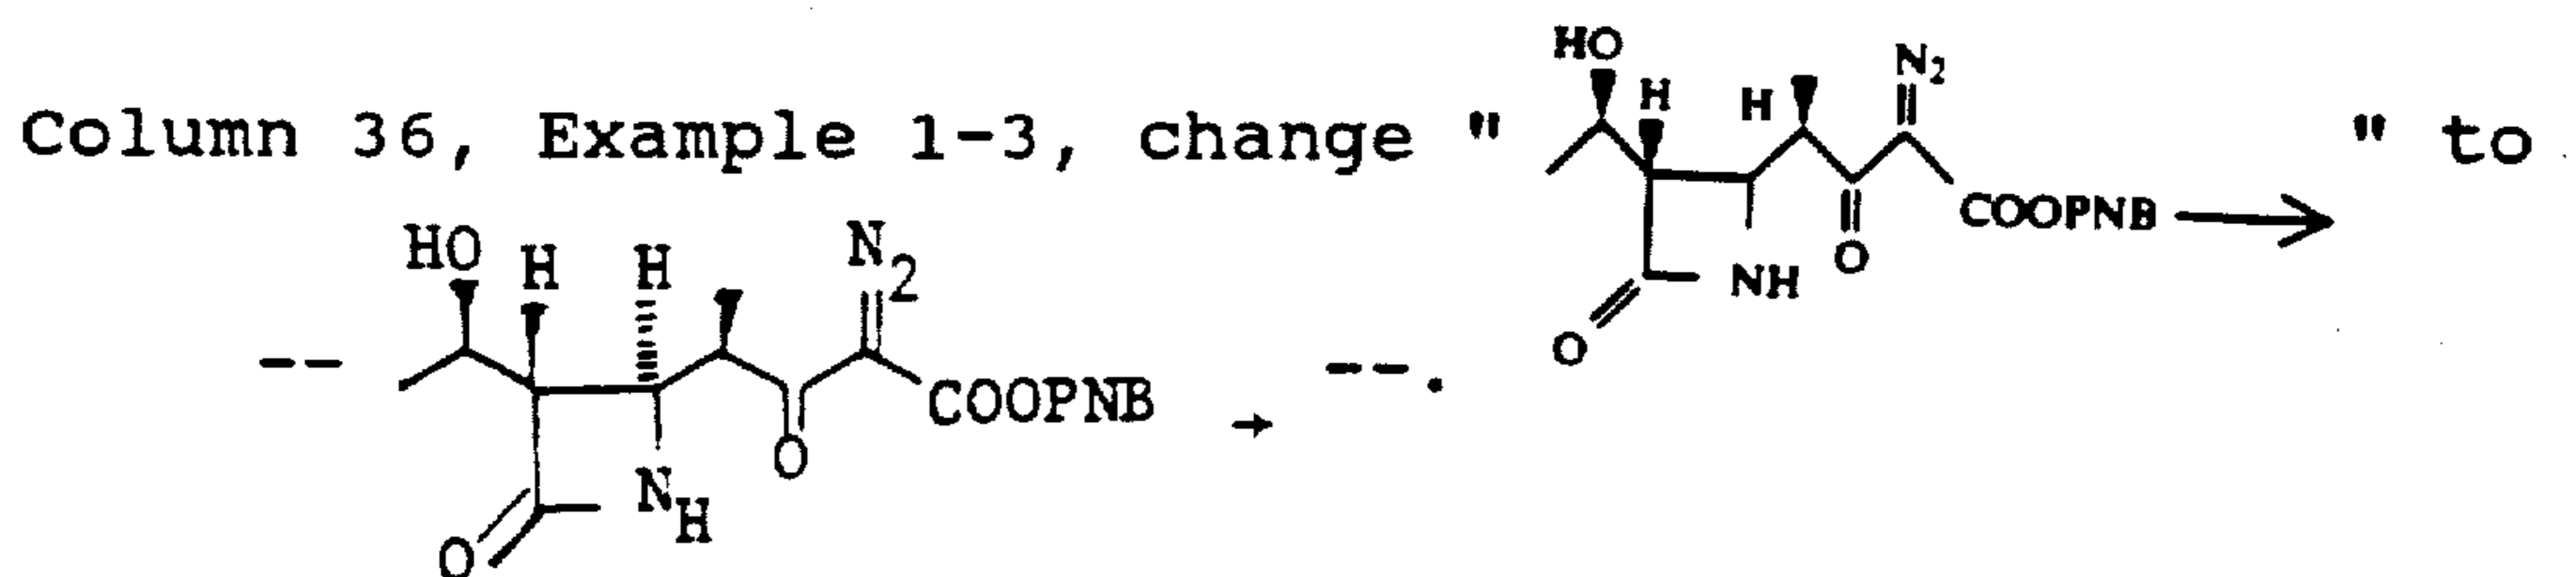 Column 36, Example 1-3, change " HO H H N2 COOPNB O NH O → " to
-- HO H H N2 COOPNB O NH O → --.